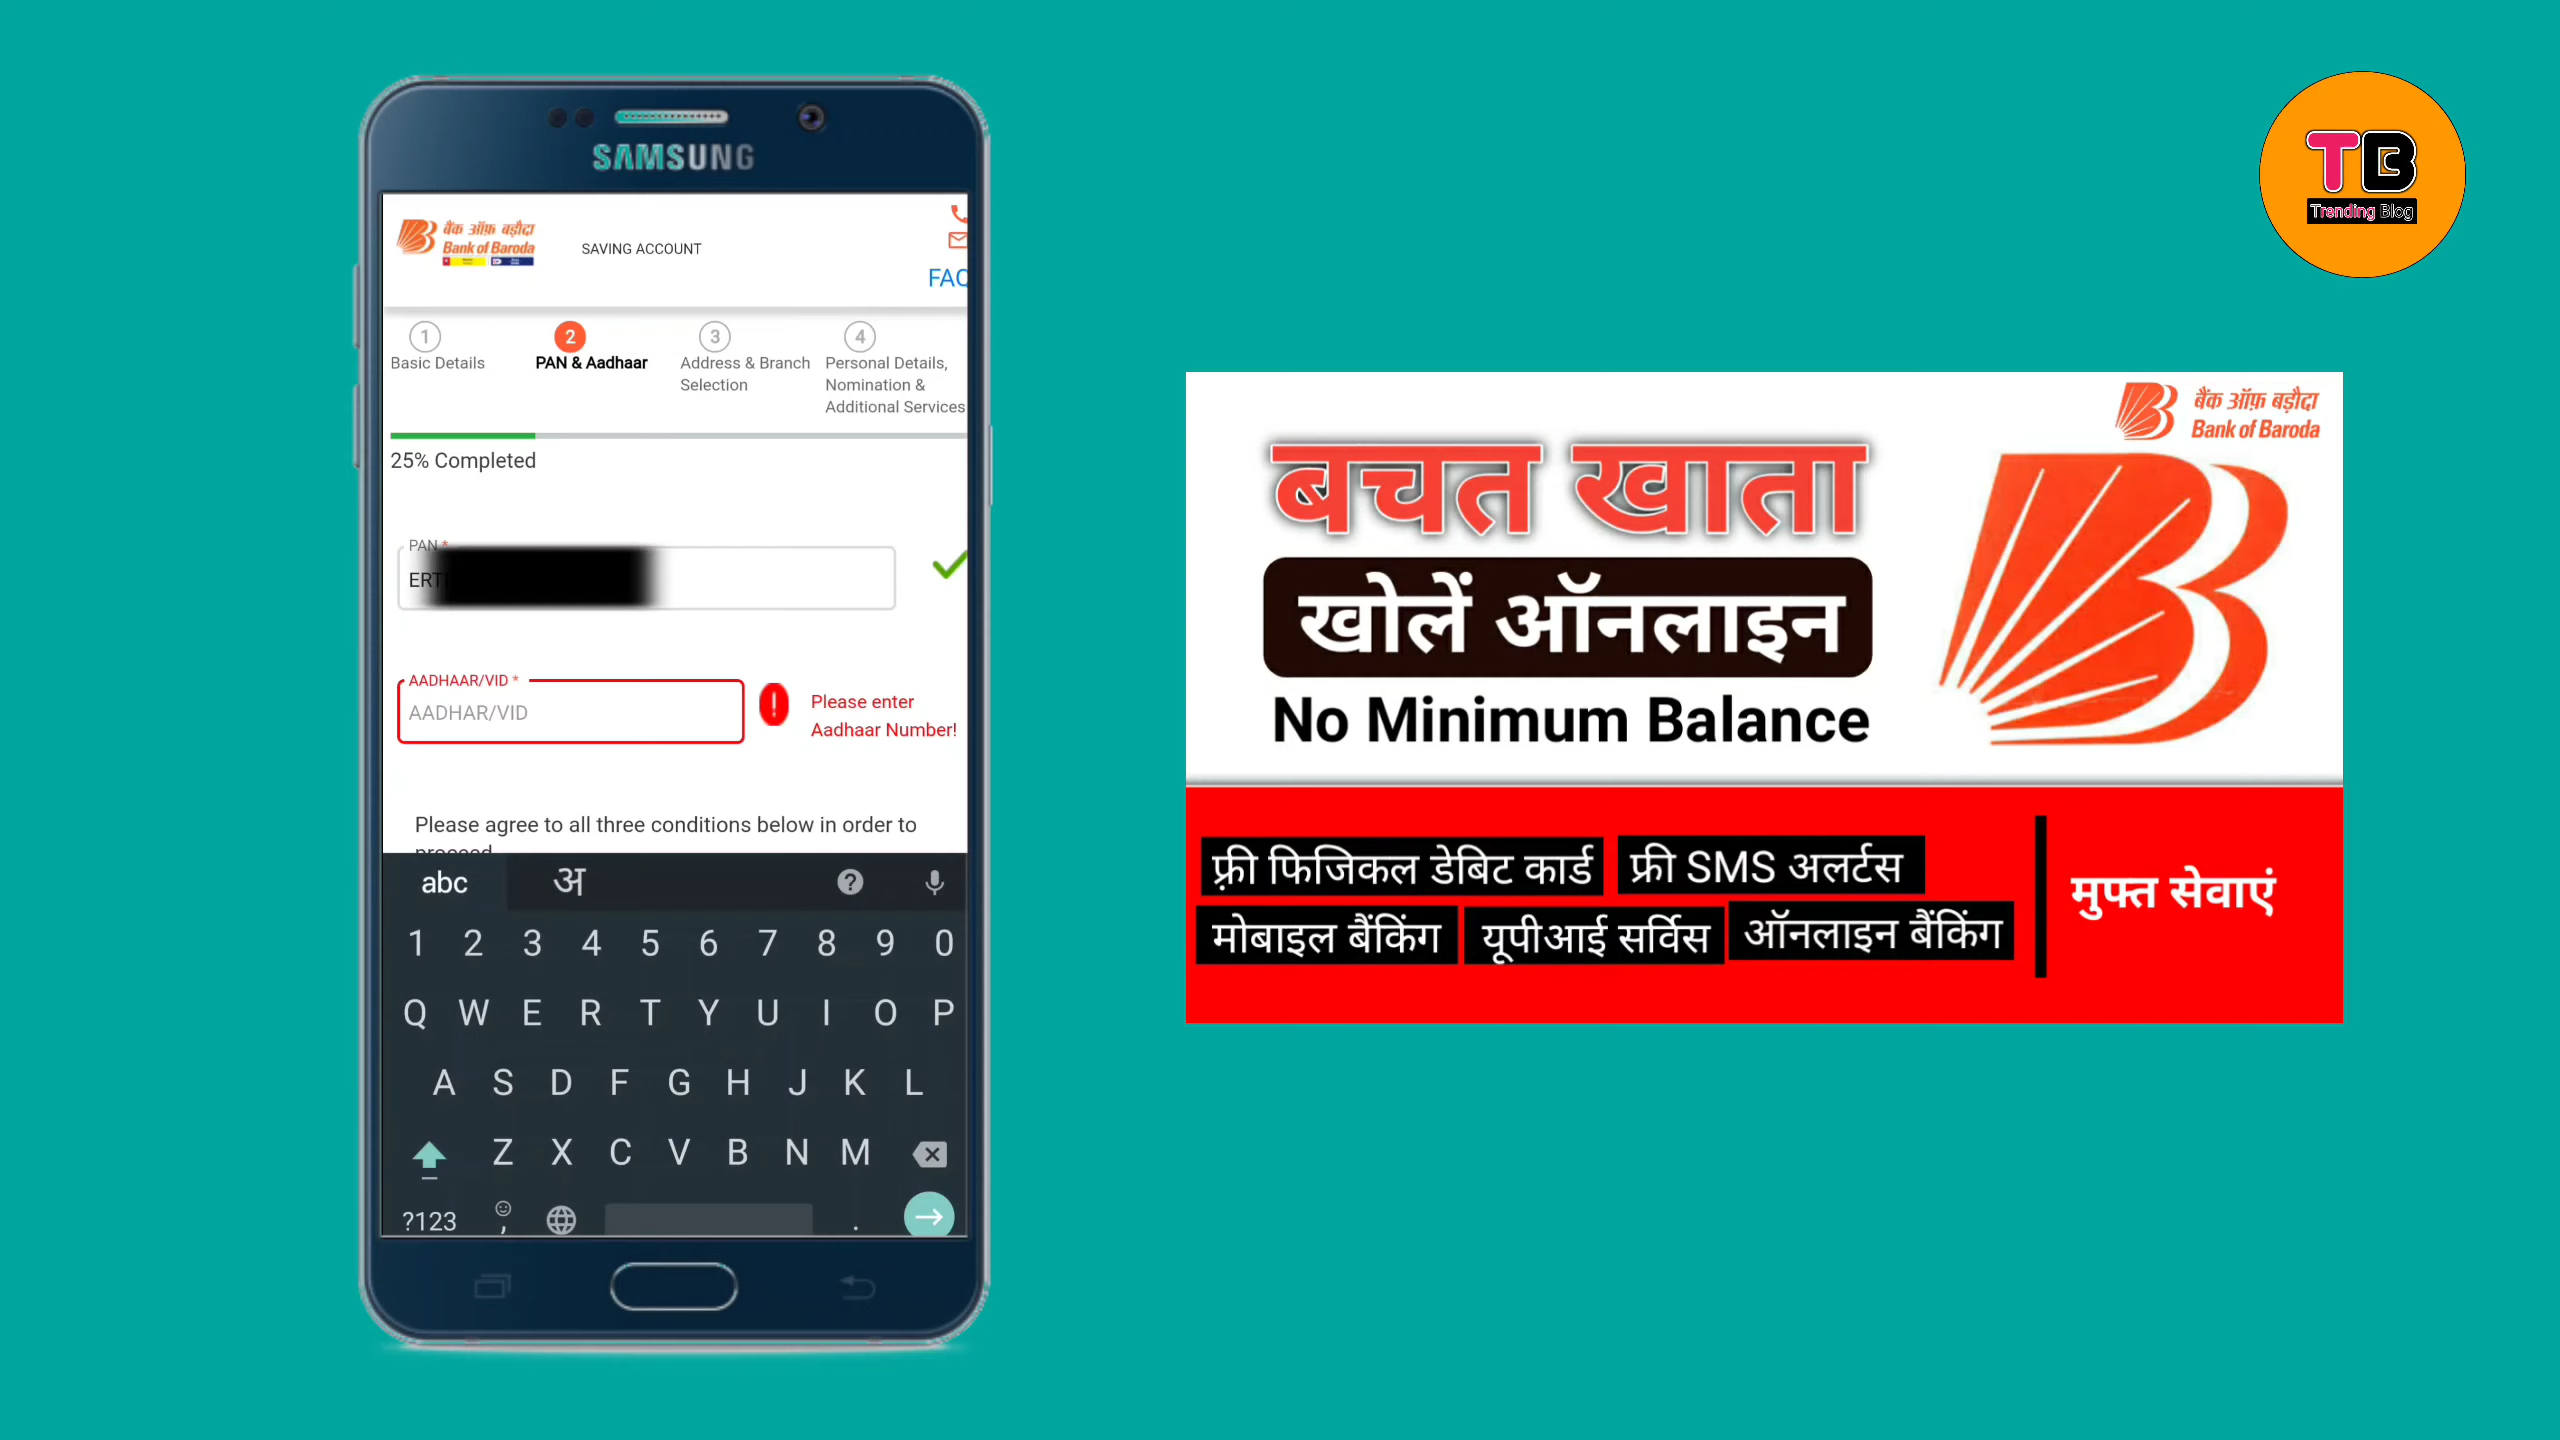 SAMSUNG
बैंक ऑफ़ बड़ौदा
Bank of Baroda
SAVING ACCOUNT
FAQ
1
Basic Details
2
PAN & Aadhaar
3
Address & Branch
Selection
4
Personal Details,
Nomination &
Additional Services
25% Completed
PAN *
ERT
AADHAAR/VID *
AADHAR/VID
Please enter
Aadhaar Number!
Please agree to all three conditions below in order to
proceed
abc अ
1 2 3 4 5 6 7 8 9 0
Q W E R T Y U I O P
A S D F G H J K L
Z X C V B N M
?123 , .
TB
Trending Blog
बैंक ऑफ़ बड़ौदा
Bank of Baroda
बचत खाता
खोलें ऑनलाइन
No Minimum Balance
फ़्री फिजिकल डेबिट कार्ड फ्री SMS अलर्टस
मोबाइल बैंकिंग यूपीआई सर्विस ऑनलाइन बैंकिंग
मुफ्त सेवाएं